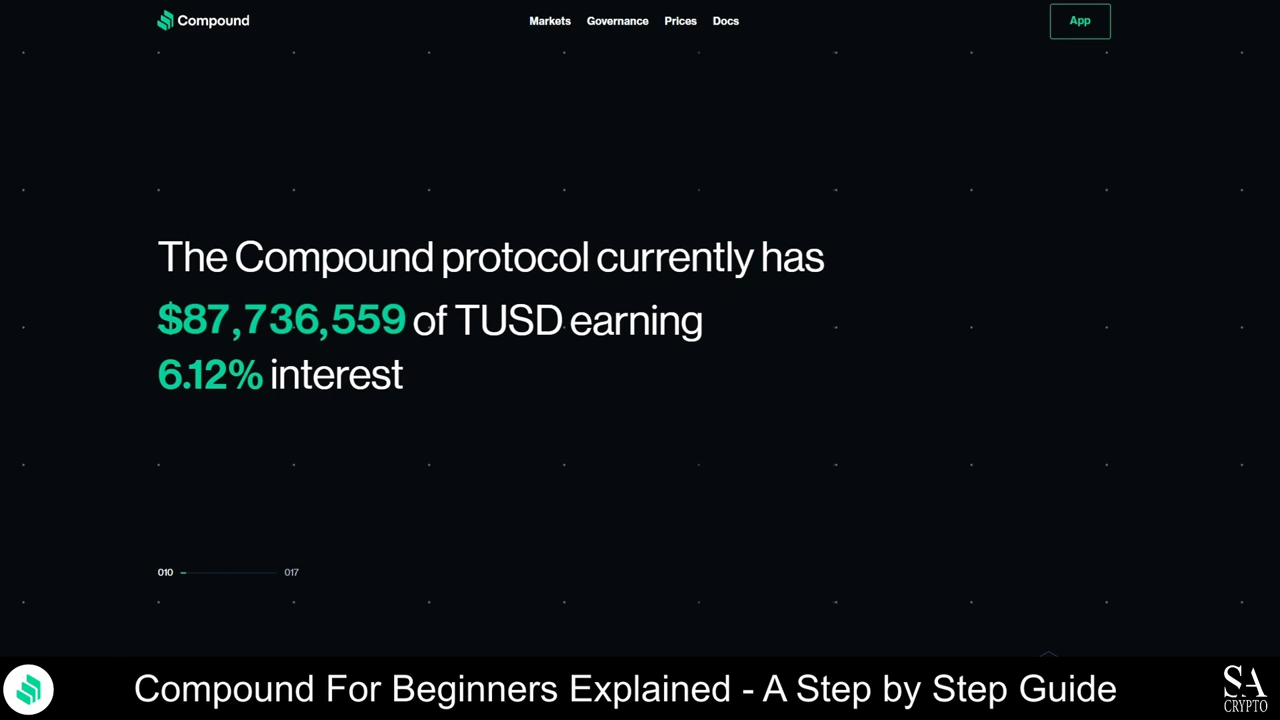 Compound
Markets Governance Prices Docs
App
The Compound protocol currently has
$87,736,559 of TUSD earning
6.12% interest
010 017
Compound For Beginners Explained - A Step by Step Guide
SA
CRYPTO